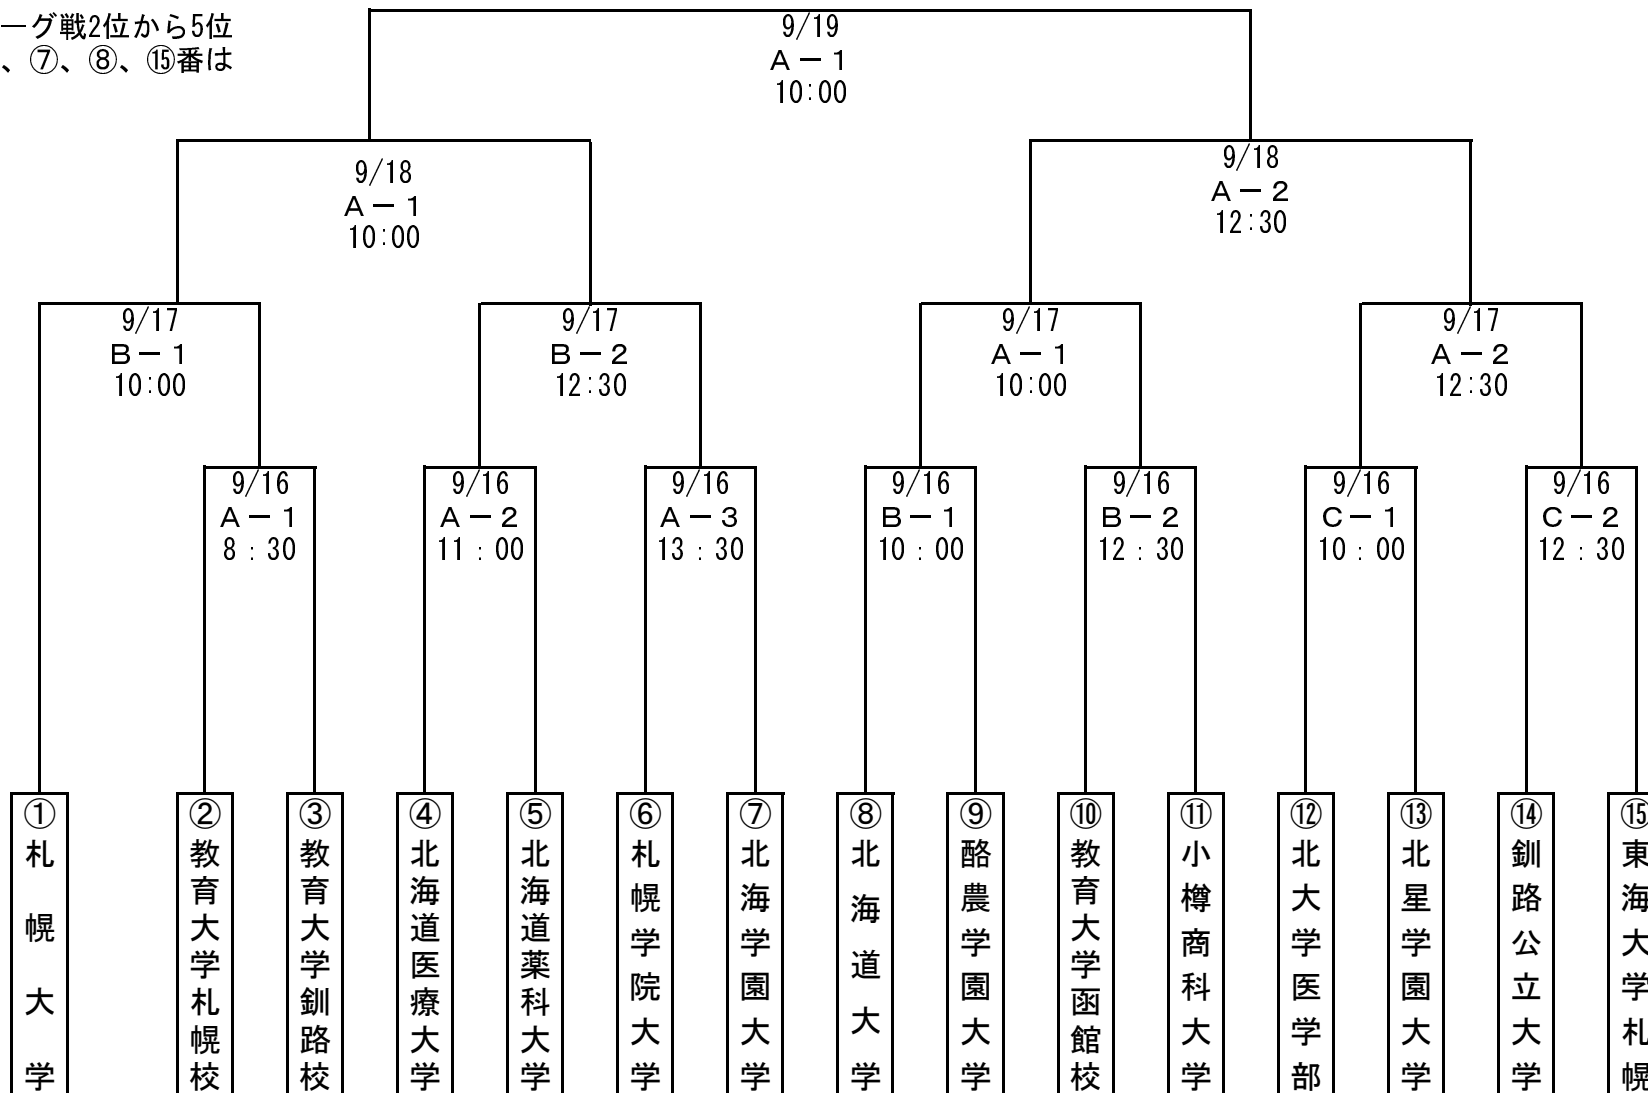 ーグ戦2位から5位
、⑦、⑧、⑮番は
9/19
A－1
10:00
9/18
A－1
10:00
9/18
A－2
12:30
9/17
B－1
10:00
9/17
B－2
12:30
9/17
A－1
10:00
9/17
A－2
12:30
9/16
A－1
8：30
9/16
A－2
11：00
9/16
A－3
13：30
9/16
B－1
10：00
9/16
B－2
12：30
9/16
C－1
10：00
9/16
C－2
12：30
①札幌大学
②教育大学札幌校
③教育大学釧路校
④北海道医療大学
⑤北海道薬科大学
⑥札幌学院大学
⑦北海学園大学
⑧北海道大学
⑨酪農学園大学
⑩教育大学函館校
⑪小樽商科大学
⑫北大学医学部
⑬北星学園大学
⑭釧路公立大学
⑮東海大学札幌